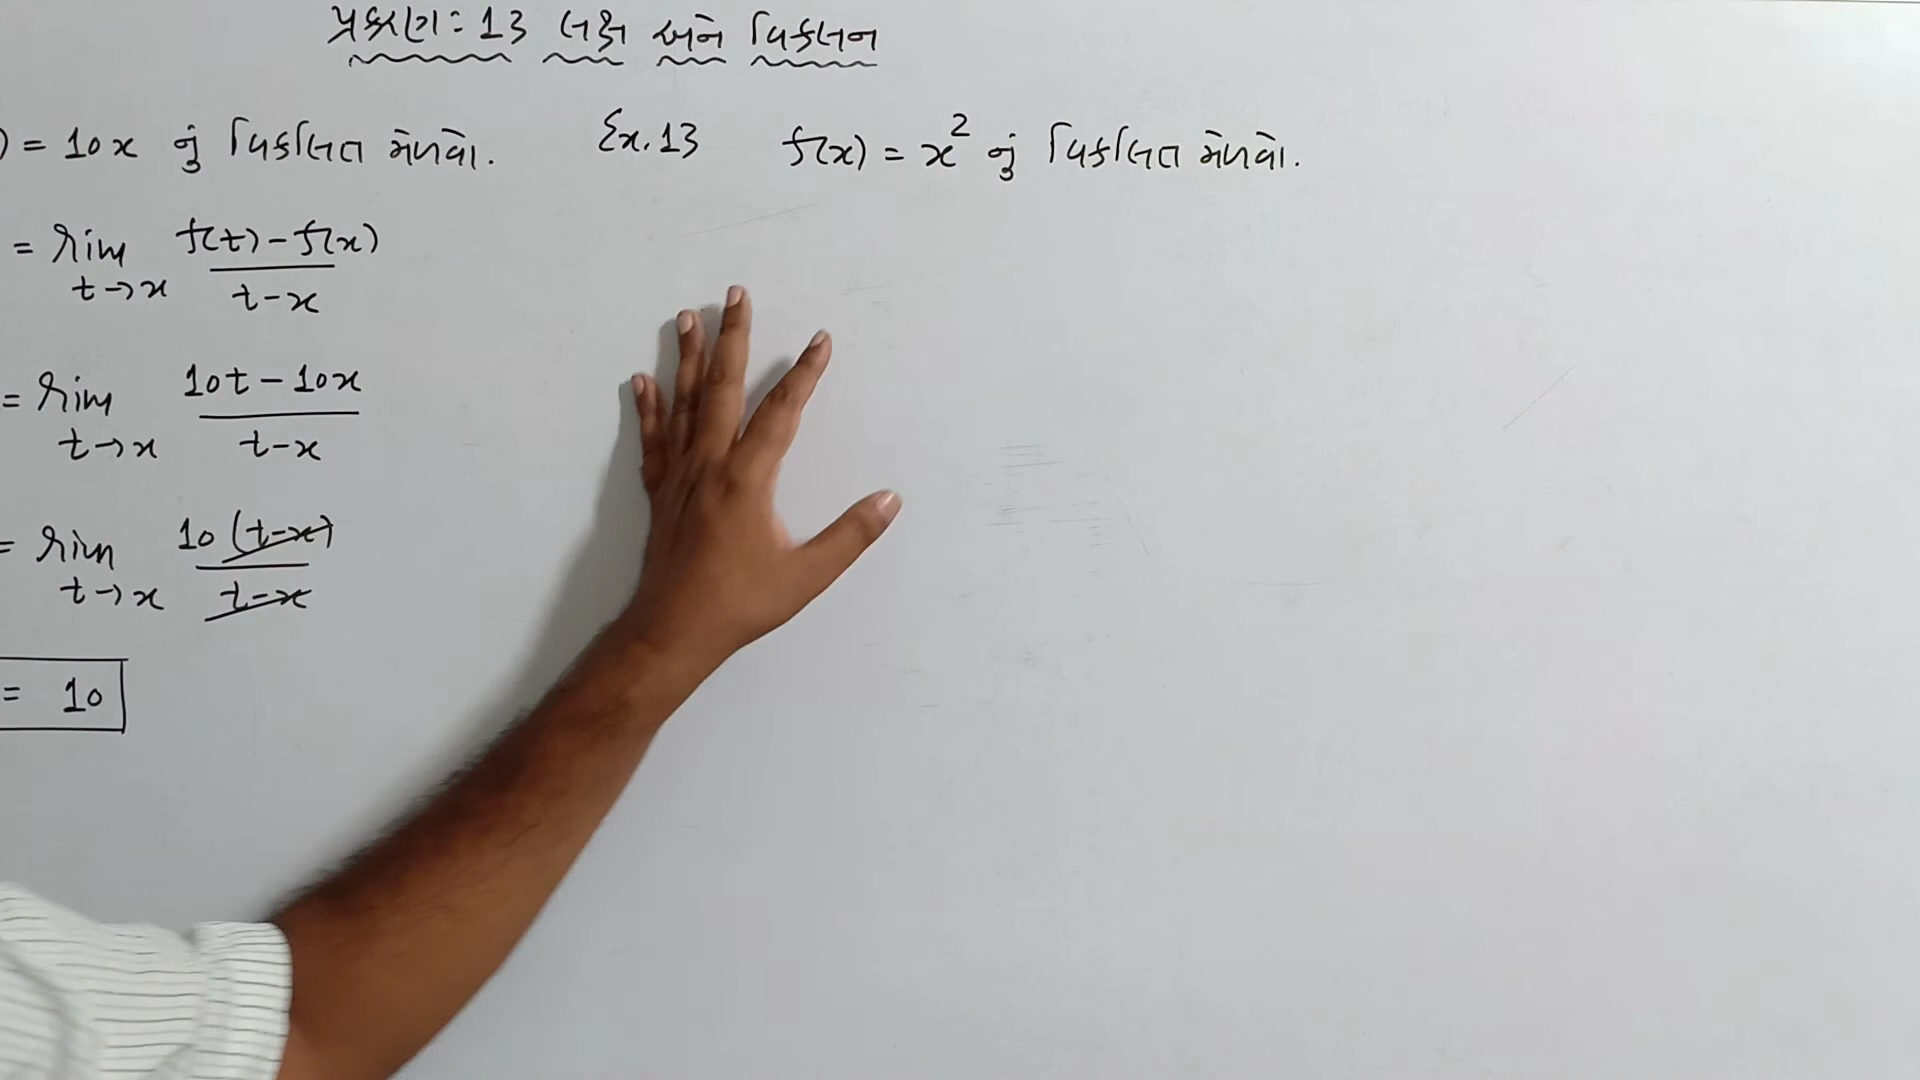 પ્રકરણ: 13 લક્ષ અને વિકલન
) = 10x નું વિકલિત મેળવો.
= lim f(t) - f(x)
t→x t-x
= lim 10t - 10x
t→x t-x
= lim 10 (t-x)
t→x t-x
= 10
Ex. 13 f(x) = x² નું વિકલિત મેળવો.